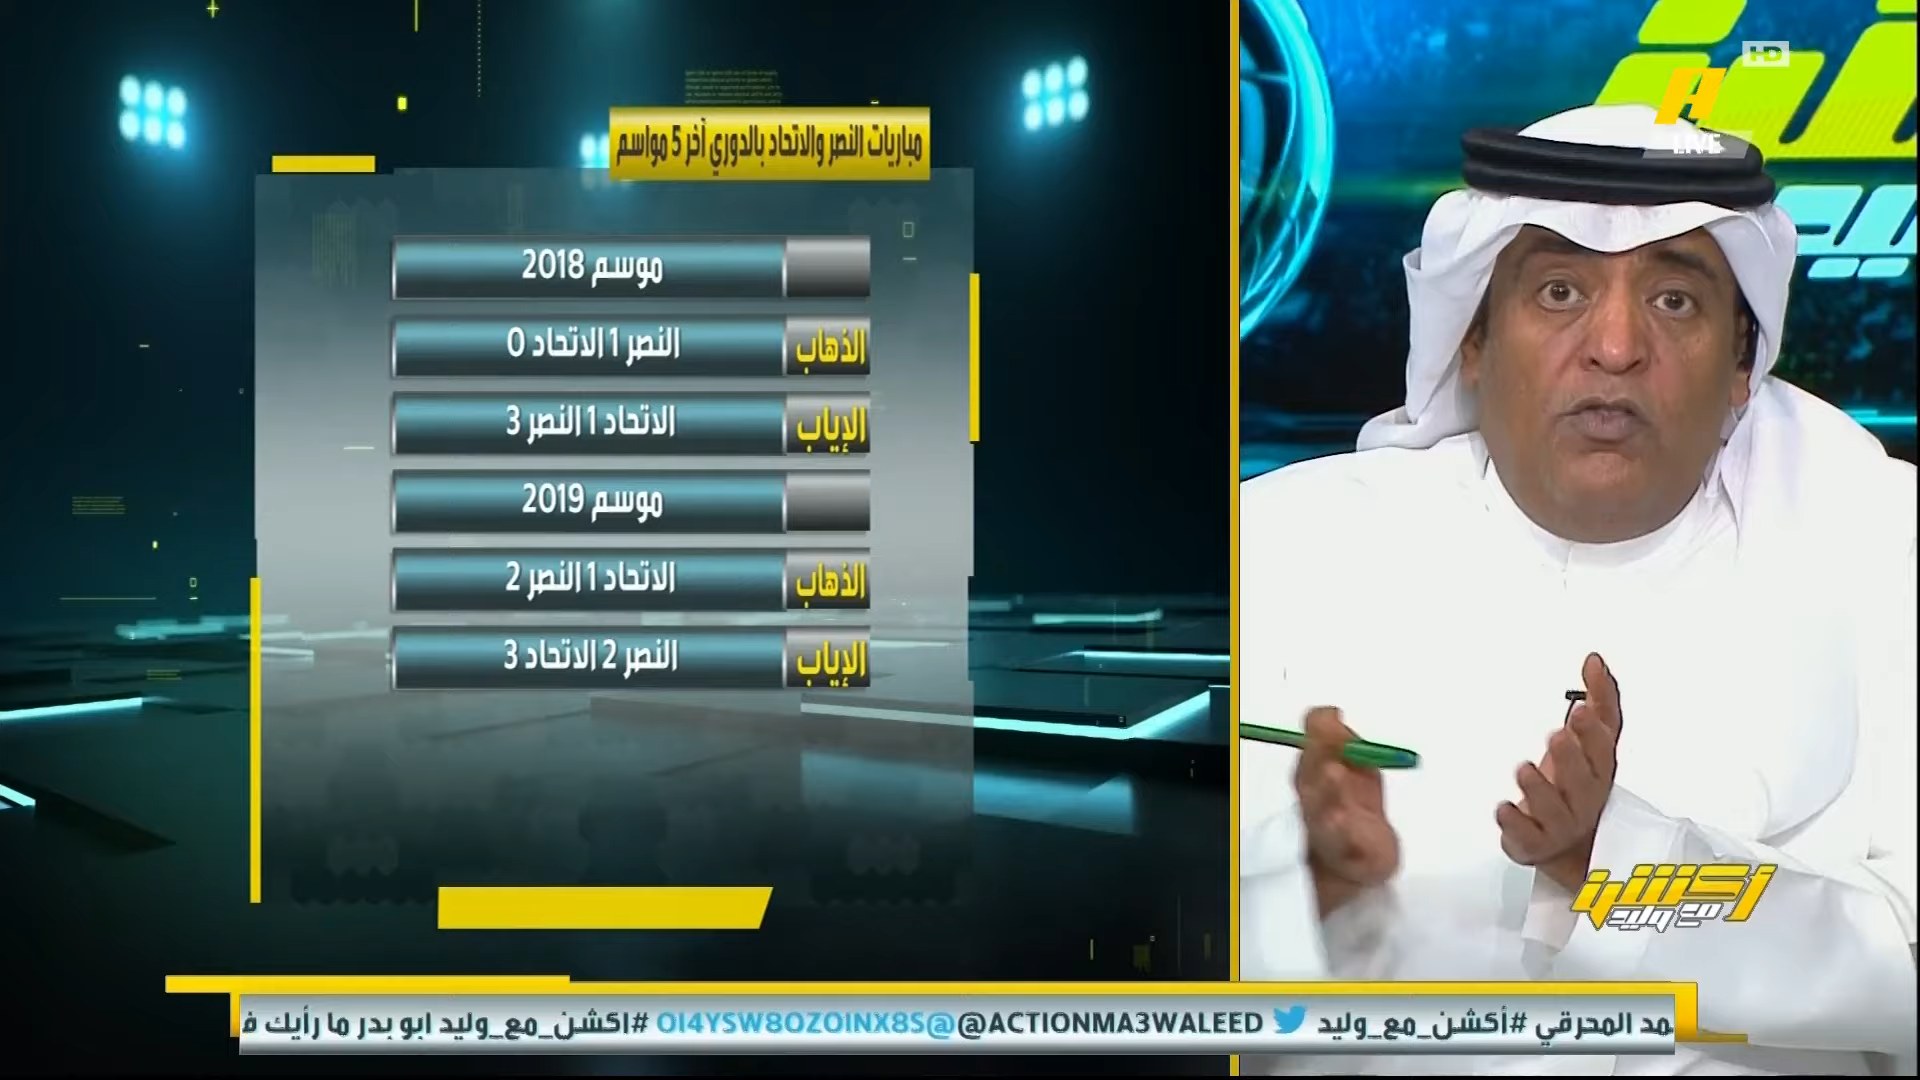 HD
LIVE
مباريات النصر والاتحاد بالدوري آخر 5 مواسم
موسم 2018
الذهاب النصر 1 الاتحاد 0
الإياب الاتحاد 1 النصر 3
موسم 2019
الذهاب الاتحاد 1 النصر 2
الإياب النصر 2 الاتحاد 3
أكشن
مع وليد
مد المحرقي #أكشن_مع_وليد @ACTIONMA3WALEED @OI4YSW8OZOINX8S #اكشن_مع_وليد ابو بدر ما رأيك ف